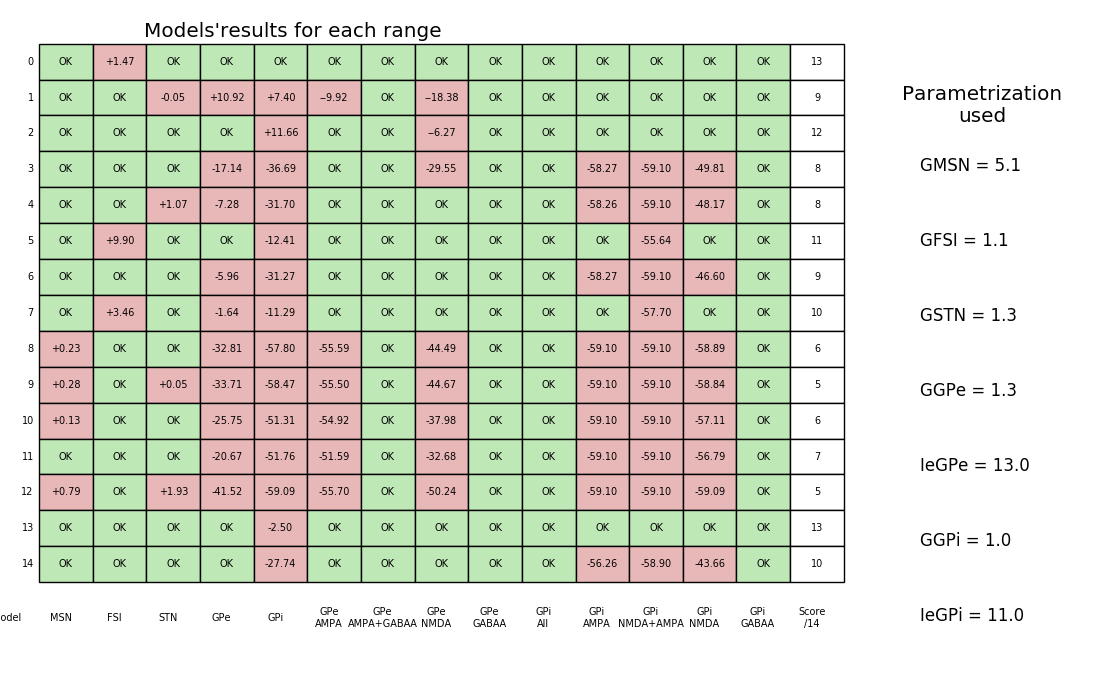 Models'results for each range
0 OK +1.47 OK OK OK OK OK OK OK OK OK OK OK OK 13
1 OK OK -0.05 +10.92 +7.40 --9.92 OK --18.38 OK OK OK OK OK OK 9
2 OK OK OK OK +11.66 OK OK --6.27 OK OK OK OK OK OK 12
3 OK OK OK -17.14 -36.69 OK OK -29.55 OK OK -58.27 -59.10 -49.81 OK 8
4 OK OK +1.07 -7.28 -31.70 OK OK OK OK OK -58.26 -59.10 -48.17 OK 8
5 OK +9.90 OK OK -12.41 OK OK OK OK OK OK -55.64 OK OK 11
6 OK OK OK -5.96 -31.27 OK OK OK OK OK -58.27 -59.10 -46.60 OK 9
7 OK +3.46 OK -1.64 -11.29 OK OK OK OK OK OK -57.70 OK OK 10
8 +0.23 OK OK -32.81 -57.80 -55.59 OK -44.49 OK OK -59.10 -59.10 -58.89 OK 6
9 +0.28 OK +0.05 -33.71 -58.47 -55.50 OK -44.67 OK OK -59.10 -59.10 -58.84 OK 5
10 +0.13 OK OK -25.75 -51.31 -54.92 OK -37.98 OK OK -59.10 -59.10 -57.11 OK 6
11 OK OK OK -20.67 -51.76 -51.59 OK -32.68 OK OK -59.10 -59.10 -56.79 OK 7
12 +0.79 OK +1.93 -41.52 -59.09 -55.70 OK -50.24 OK OK -59.10 -59.10 -59.09 OK 5
13 OK OK OK OK -2.50 OK OK OK OK OK OK OK OK OK 13
14 OK OK OK OK -27.74 OK OK OK OK OK -56.26 -58.90 -43.66 OK 10
odel MSN FSI STN GPe GPi GPe GPe GPe GPe GPi GPi GPi GPi GPi Score
AMPA AMPA+GABAA NMDA GABAA All AMPA NMDA+AMPA NMDA GABAA /14
Parametrization
used
GMSN = 5.1
GFSI = 1.1
GSTN = 1.3
GGPe = 1.3
IeGPe = 13.0
GGPi = 1.0
IeGPi = 11.0